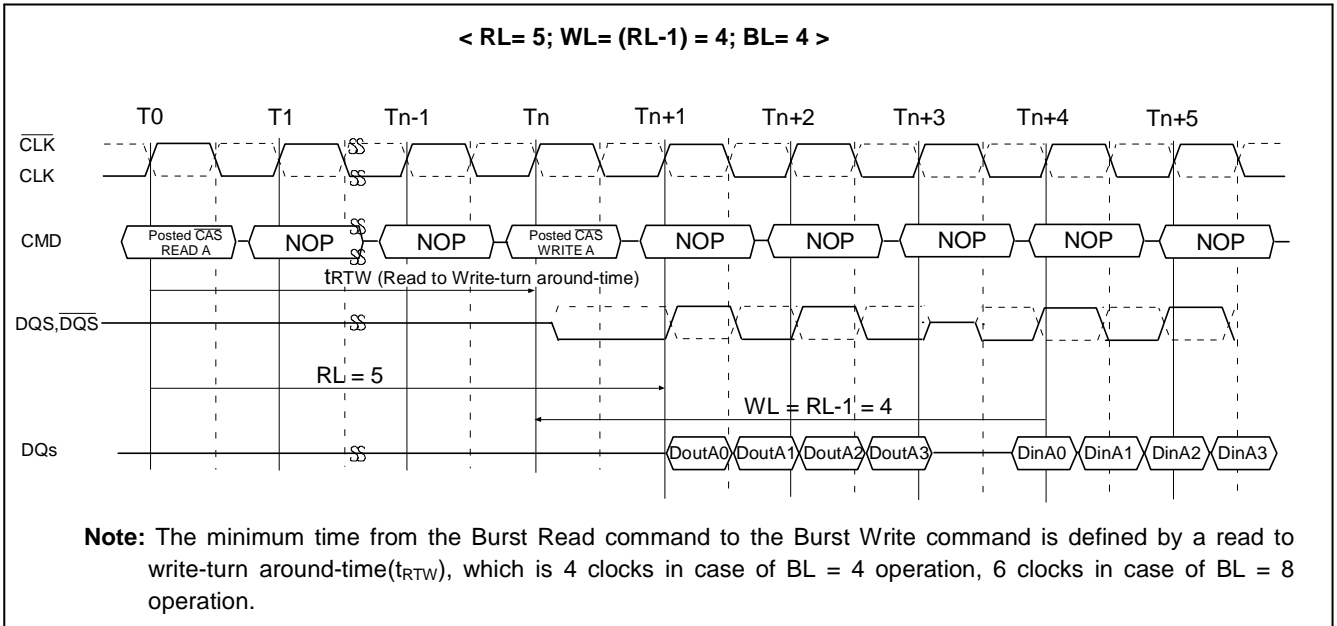 < RL= 5; WL= (RL-1) = 4; BL= 4 >
T0 T1 Tn-1 Tn Tn+1 Tn+2 Tn+3 Tn+4 Tn+5
CLK
CLK
CMD
Posted CAS
READ A
NOP
NOP
Posted CAS
WRITE A
NOP
NOP
NOP
NOP
NOP
tRTW (Read to Write-turn around-time)
DQS,DQS
RL = 5
WL = RL-1 = 4
DQs
DoutA0 DoutA1 DoutA2 DoutA3 DinA0 DinA1 DinA2 DinA3
Note: The minimum time from the Burst Read command to the Burst Write command is defined by a read to
write-turn around-time(tRTW), which is 4 clocks in case of BL = 4 operation, 6 clocks in case of BL = 8
operation.